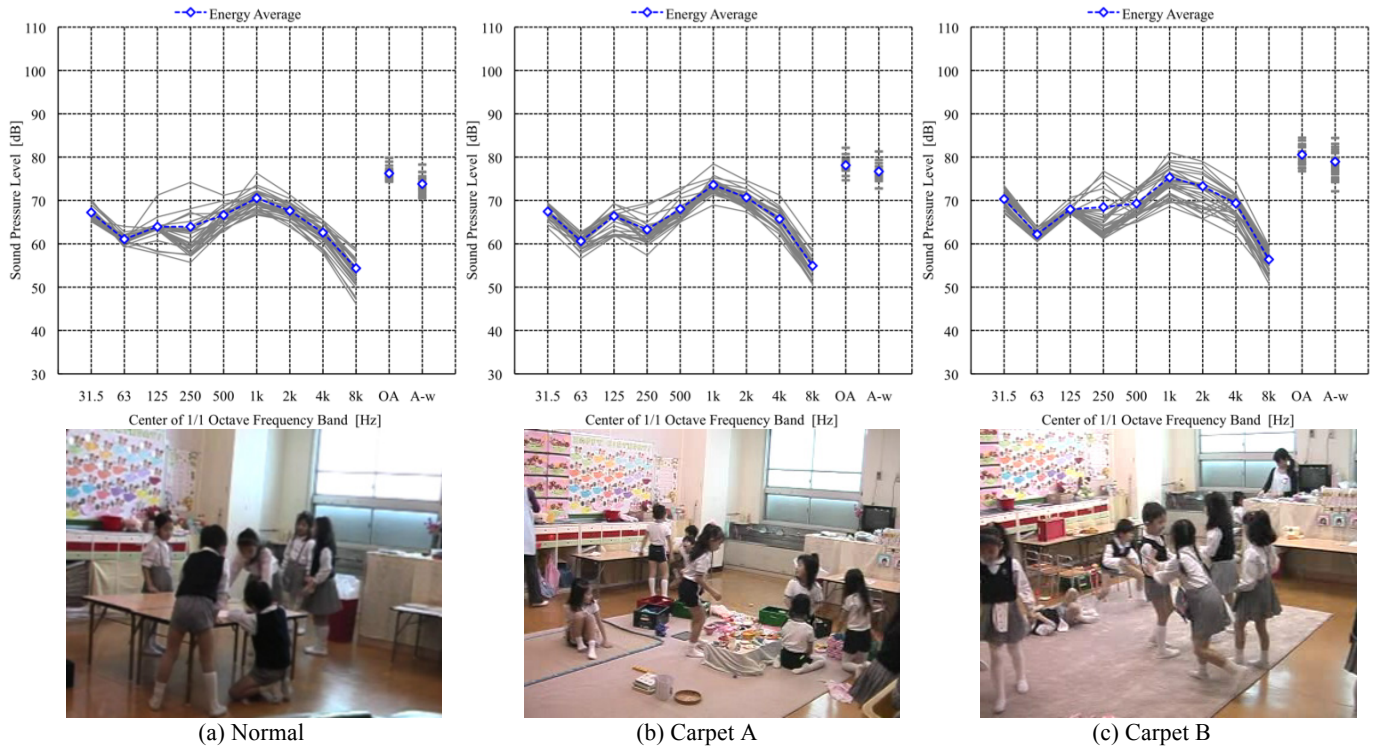 Energy Average
110
100
90
80
70
60
50
40
30
Sound Pressure Level [dB]
31.5 63 125 250 500 1k 2k 4k 8k OA A-w
Center of 1/1 Octave Frequency Band [Hz]
(a) Normal
Energy Average
110
100
90
80
70
60
50
40
30
Sound Pressure Level [dB]
31.5 63 125 250 500 1k 2k 4k 8k OA A-w
Center of 1/1 Octave Frequency Band [Hz]
(b) Carpet A
Energy Average
110
100
90
80
70
60
50
40
30
Sound Pressure Level [dB]
31.5 63 125 250 500 1k 2k 4k 8k OA A-w
Center of 1/1 Octave Frequency Band [Hz]
(c) Carpet B